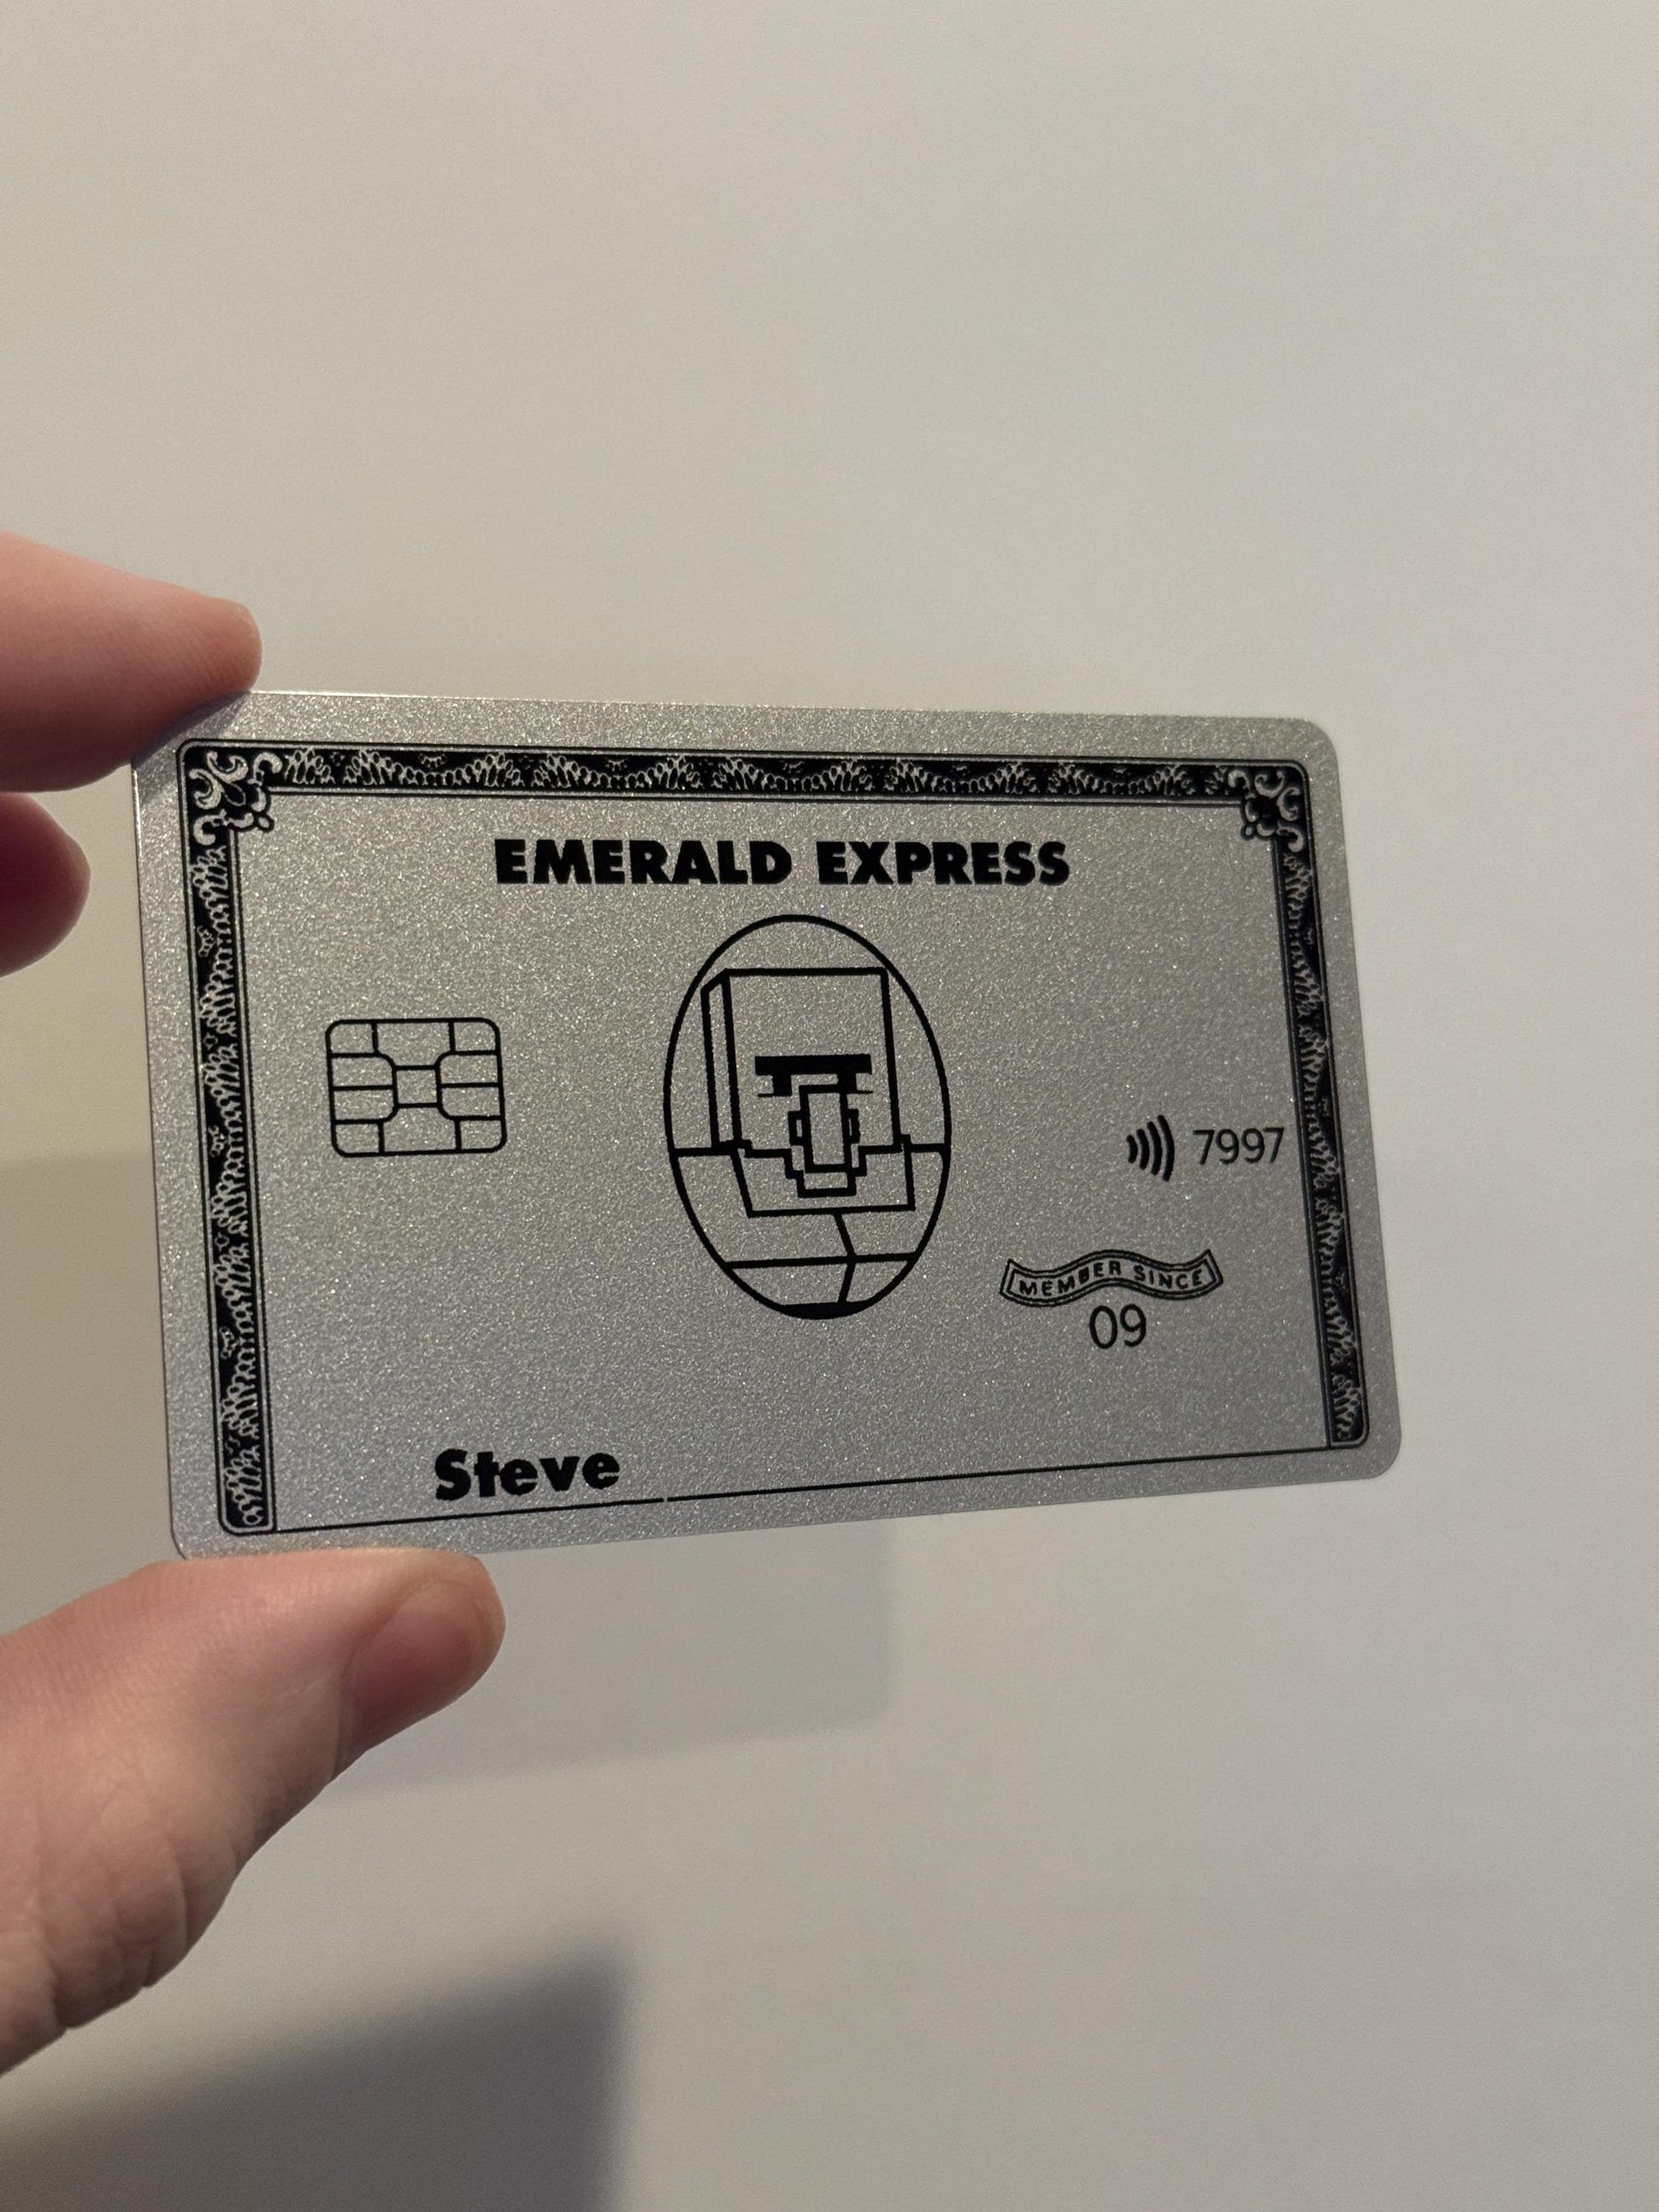 EMERALD EXPRESS
7997
MEMBER SINCE
09
Steve